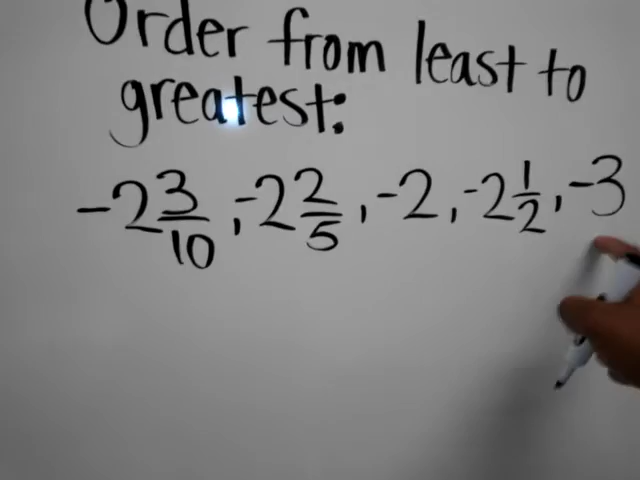 Order from least to
greatest:
-2 3/10, -2 2/5, -2, -2 1/2, -3